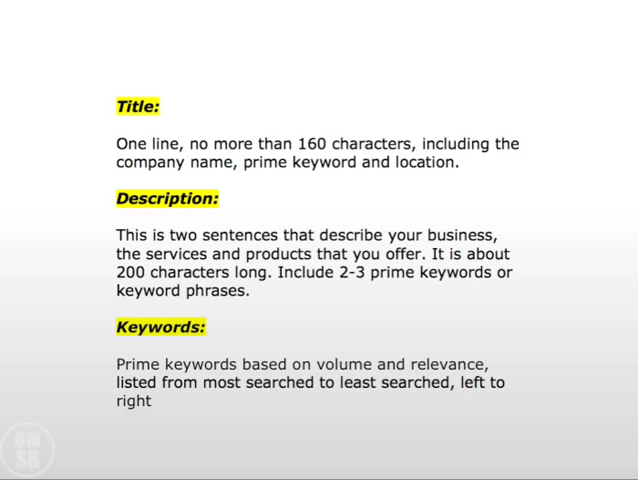 Title:
One line, no more than 160 characters, including the
company name, prime keyword and location.
Description:
This is two sentences that describe your business,
the services and products that you offer. It is about
200 characters long. Include 2-3 prime keywords or
keyword phrases.
Keywords:
Prime keywords based on volume and relevance,
listed from most searched to least searched, left to
right